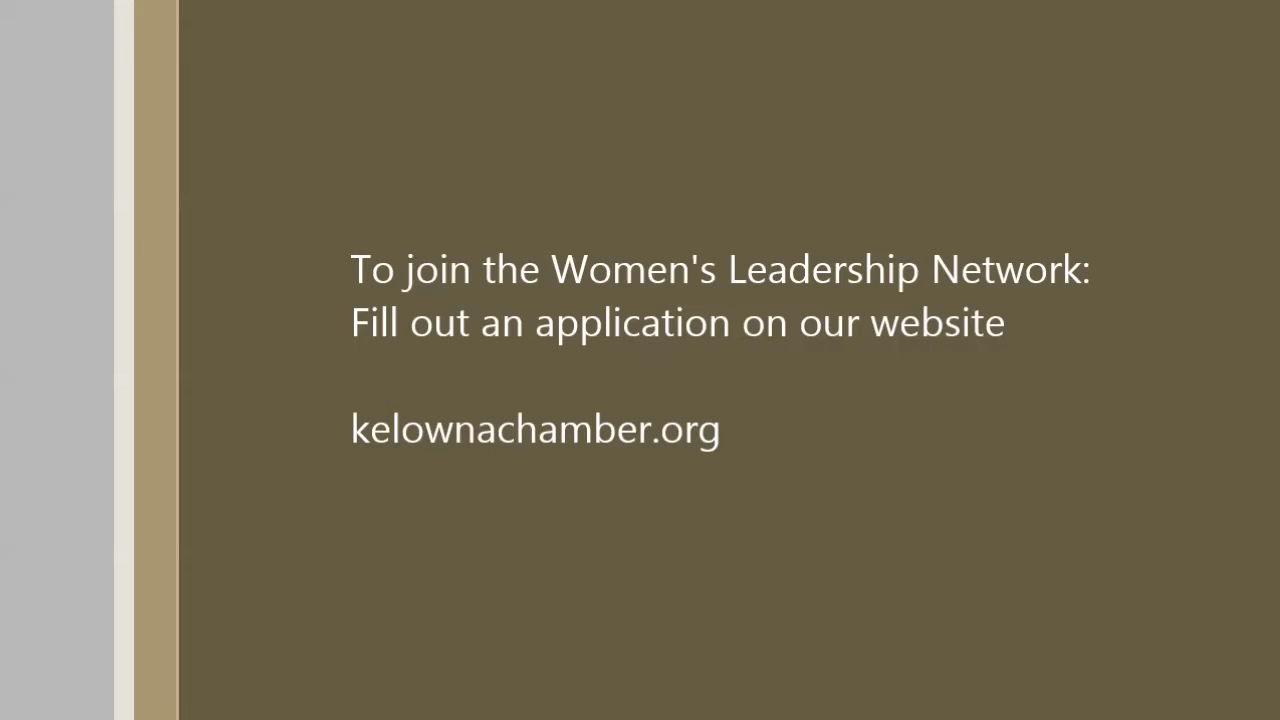 To join the Women's Leadership Network:
Fill out an application on our website
kelownachamber.org